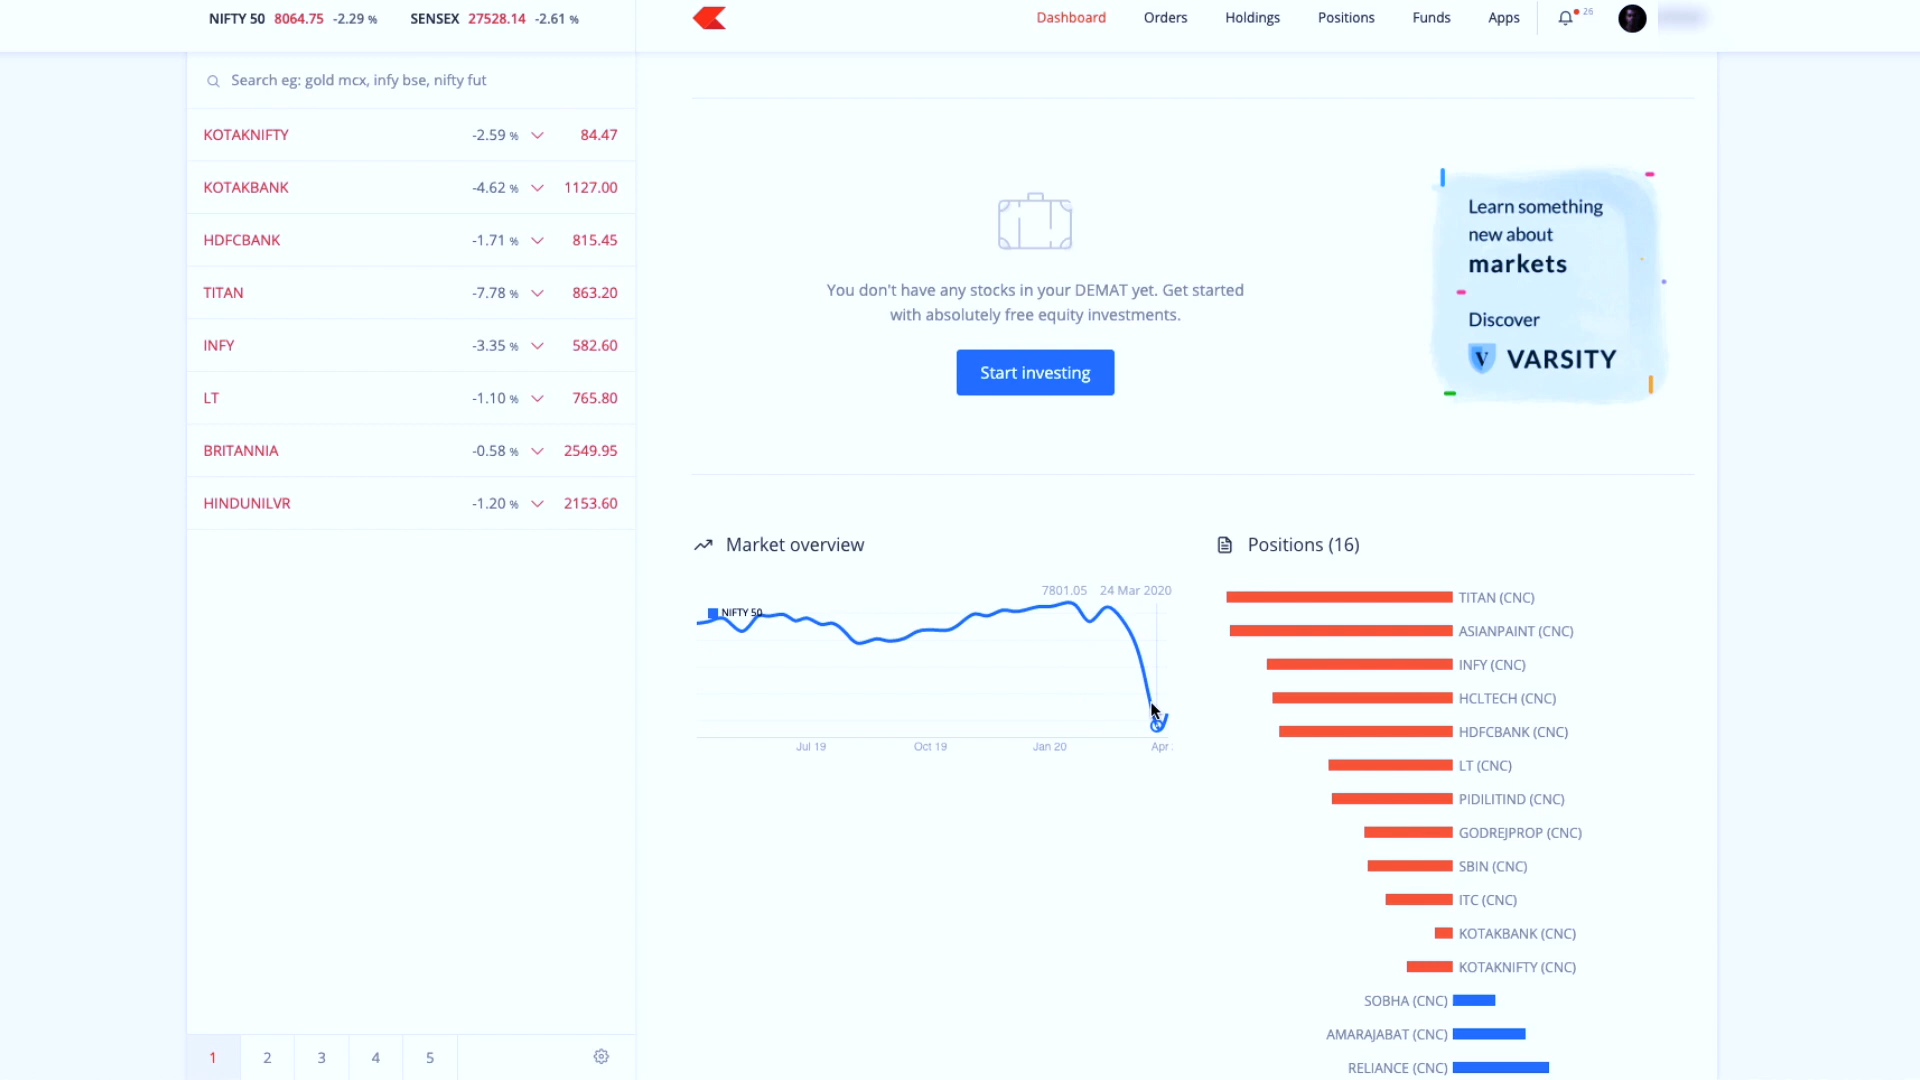 NIFTY 50 8064.75 -2.29 % SENSEX 27528.14 -2.61 %
Dashboard Orders Holdings Positions Funds Apps 26
Search eg: gold mcx, infy bse, nifty fut
KOTAKNIFTY -2.59 % 84.47
KOTAKBANK -4.62 % 1127.00
HDFCBANK -1.71 % 815.45
TITAN -7.78 % 863.20
INFY -3.35 % 582.60
LT -1.10 % 765.80
BRITANNIA -0.58 % 2549.95
HINDUNILVR -1.20 % 2153.60
1 2 3 4 5
You don't have any stocks in your DEMAT yet. Get started
with absolutely free equity investments.
Start investing
Learn something
new about
markets
Discover
V VARSITY
Market overview
7801.05 24 Mar 2020
NIFTY 50
Jul 19 Oct 19 Jan 20 Apr
Positions (16)
TITAN (CNC)
ASIANPAINT (CNC)
INFY (CNC)
HCLTECH (CNC)
HDFCBANK (CNC)
LT (CNC)
PIDILITIND (CNC)
GODREJPROP (CNC)
SBIN (CNC)
ITC (CNC)
KOTAKBANK (CNC)
KOTAKNIFTY (CNC)
SOBHA (CNC)
AMARAJABAT (CNC)
RELIANCE (CNC)